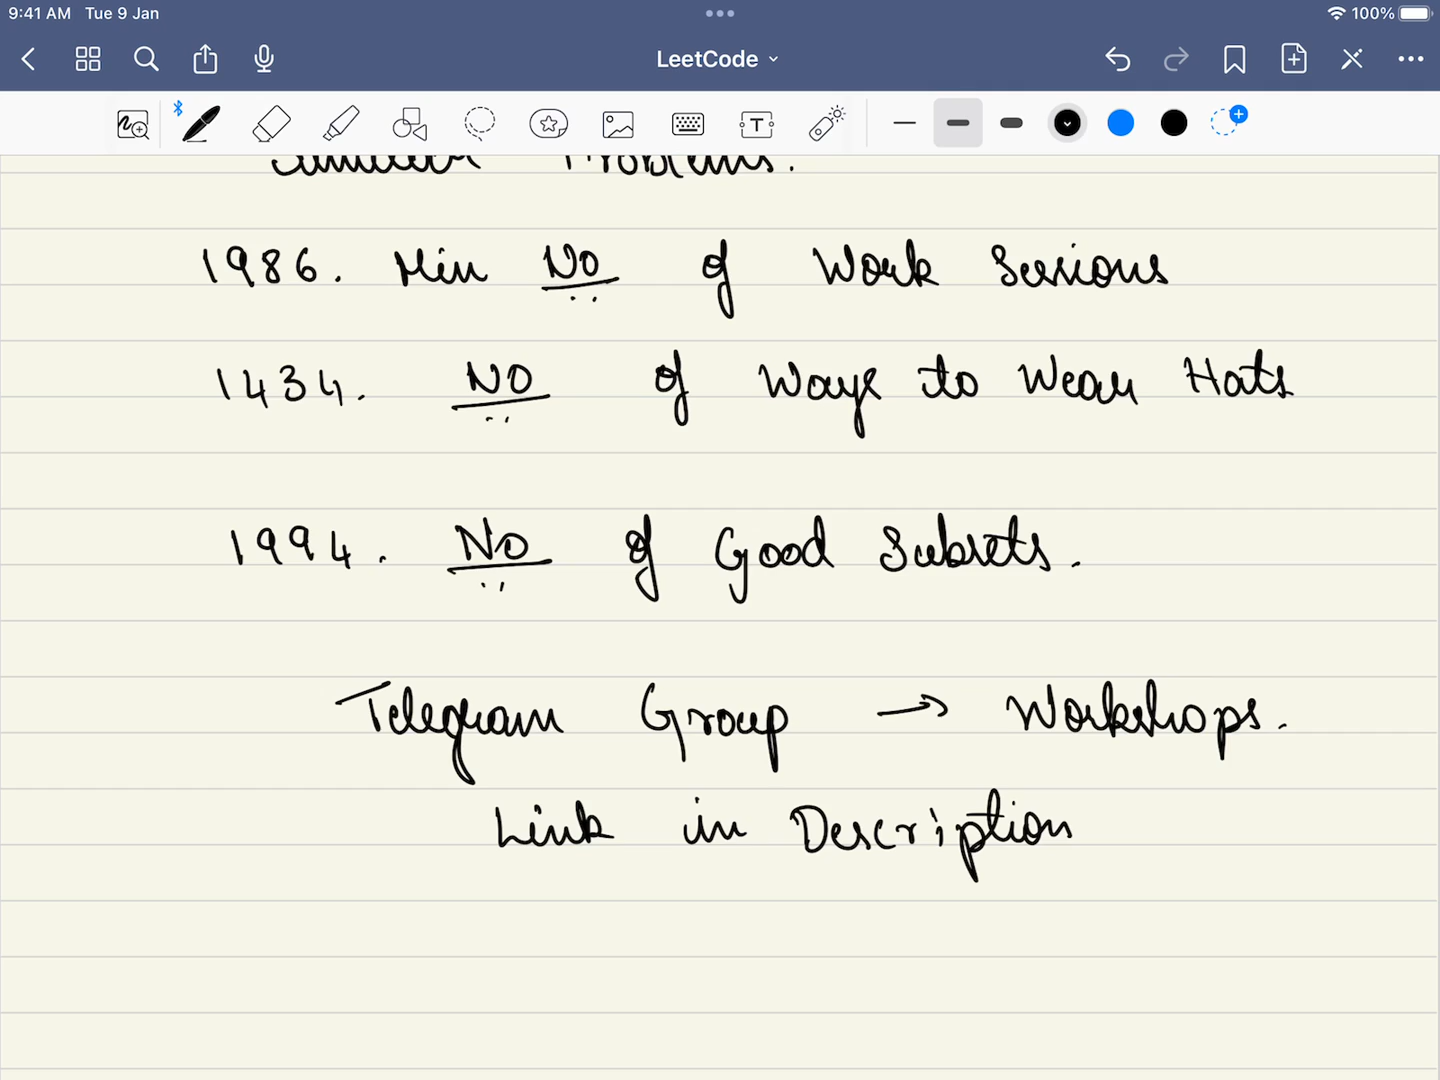 9:41 AM Tue 9 Jan 100%
LeetCode
Problems.
1986. Min No of Work Sessions
1434. No of Ways to Wear Hats
1994. No of Good Subsets.
Telegram Group → Workshops.
Link in Description